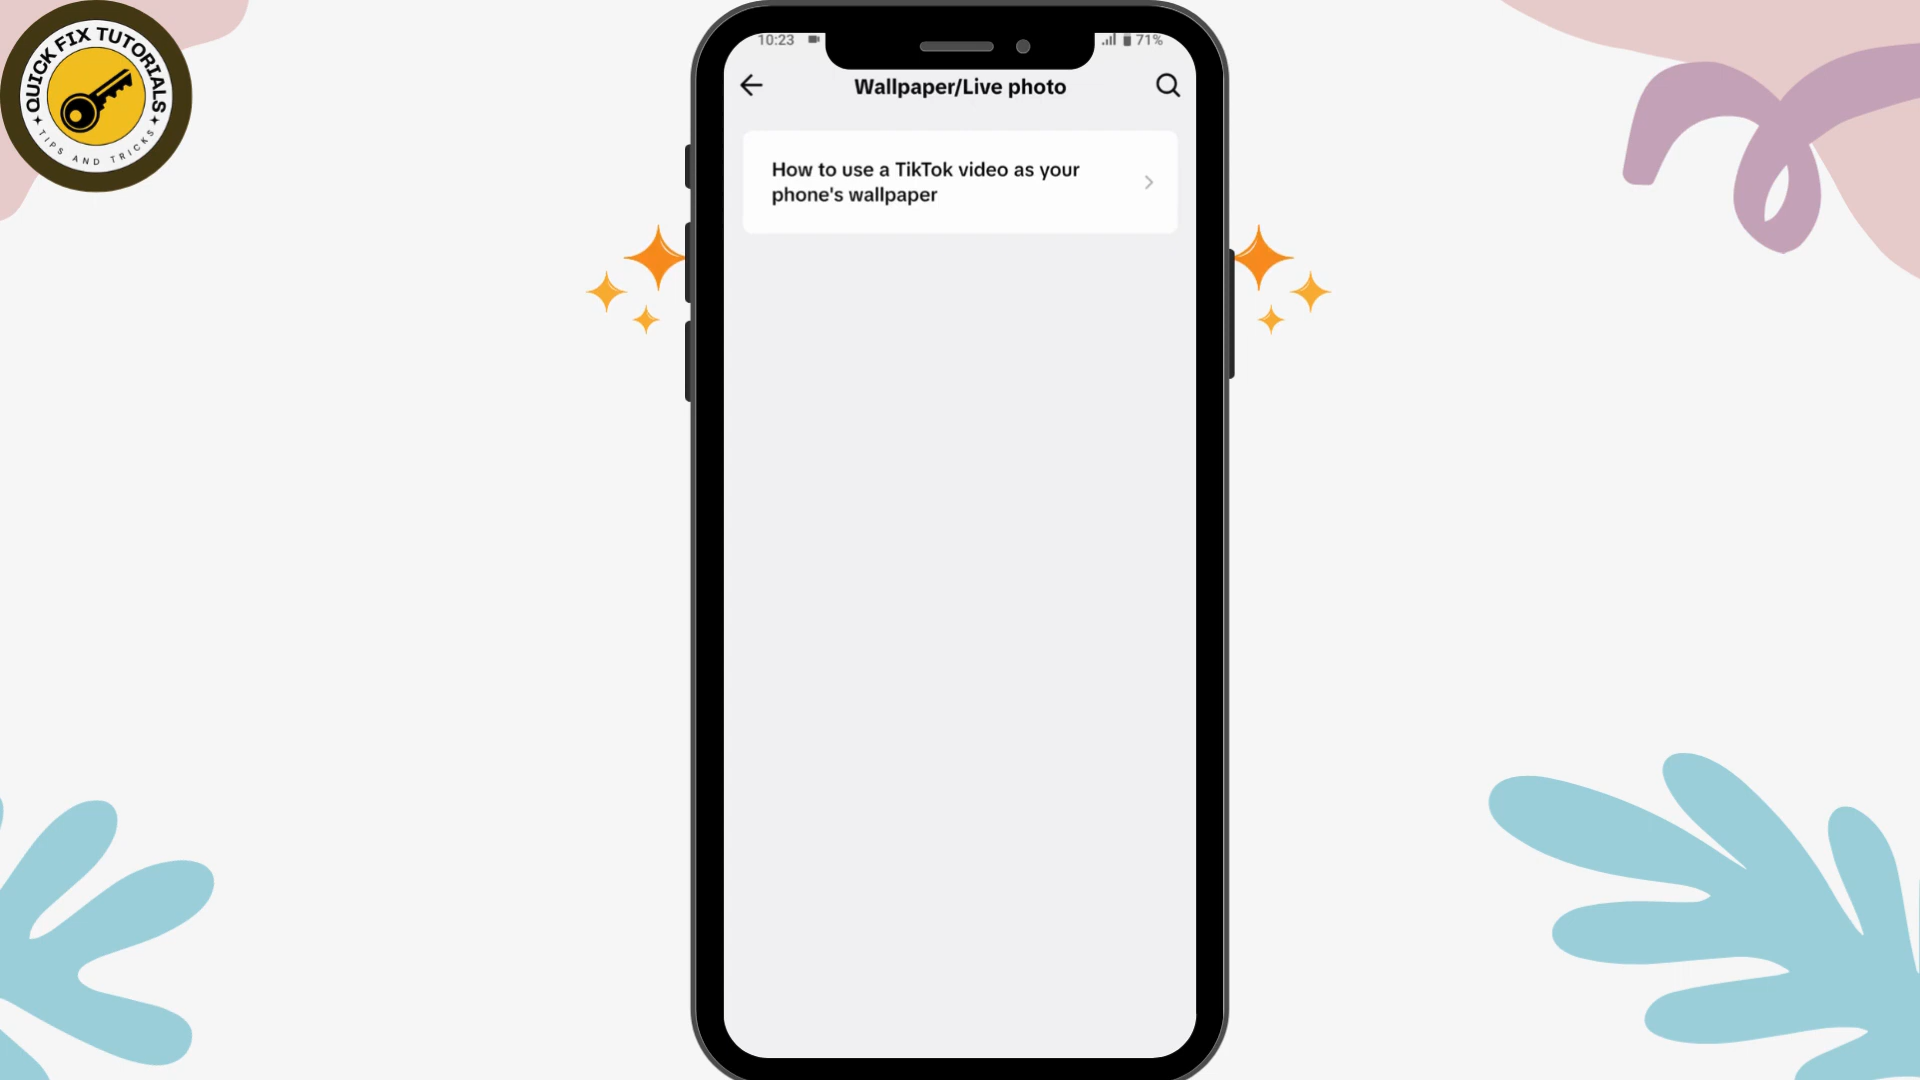 QUICK FIX TUTORIALS
TIPS AND TRICKS
10:23
71%
Wallpaper/Live photo
How to use a TikTok video as your
phone's wallpaper